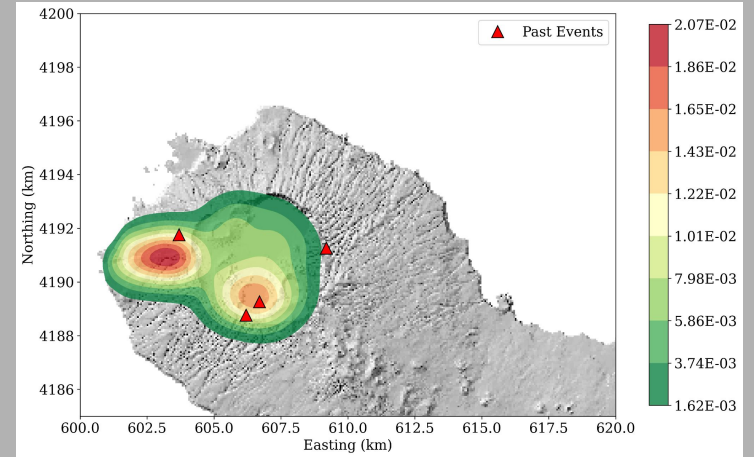 4200
4198
4196
4194
4192
4190
4188
4186
Northing (km)
600.0 602.5 605.0 607.5 610.0 612.5 615.0 617.5 620.0
Easting (km)
Past Events
2.07E-02
1.86E-02
1.65E-02
1.43E-02
1.22E-02
1.01E-02
7.98E-03
5.86E-03
3.74E-03
1.62E-03